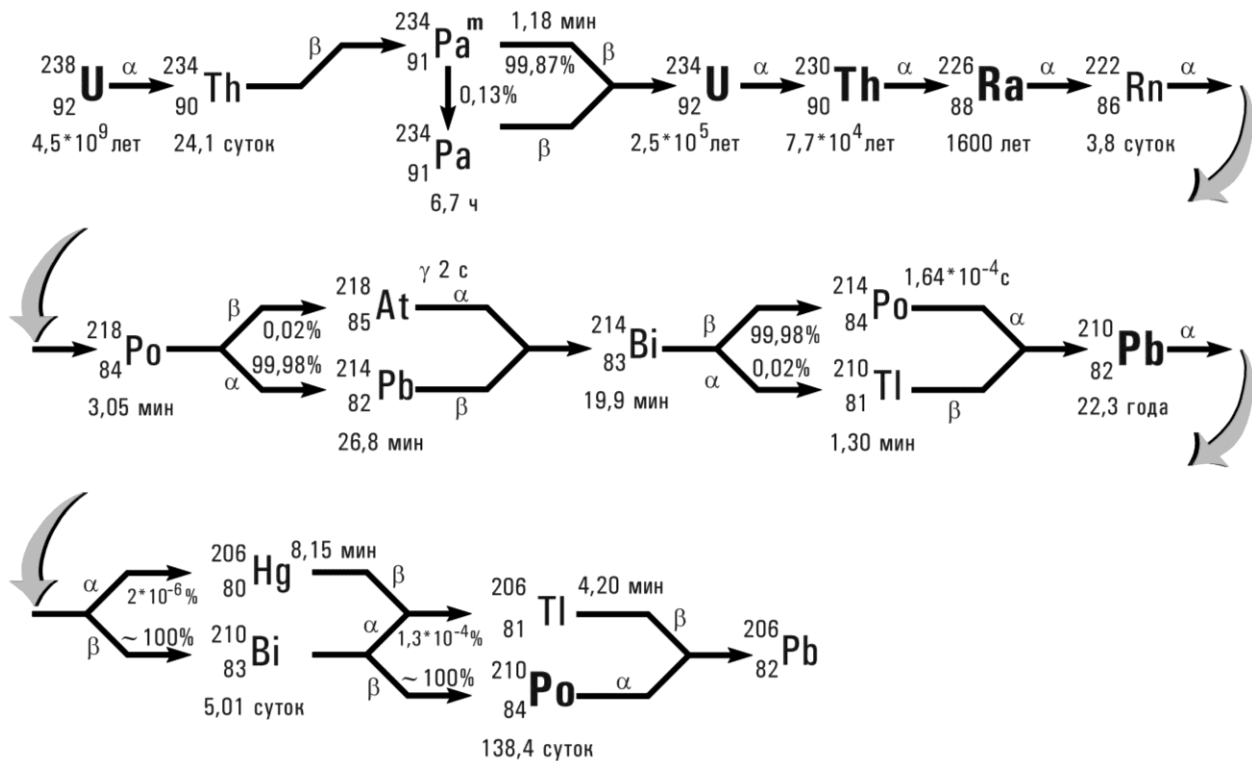 234 Pa m 91 1,18 мин β
β 99,87%
238 U 92 α 234 Th 90 0,13% 234 U 92 α 230 Th 90 α 226 Ra 88 α 222 Rn 86 α
4,5*10^9 лет 24,1 суток 234 Pa 91 β 2,5*10^5 лет 7,7*10^4 лет 1600 лет 3,8 суток
6,7 ч
218 At 85 γ 2 с α 214 Po 84 1,64*10^-4 с
β 0,02% β 99,98% α
218 Po 84 214 Bi 83 210 Pb 82 α
99,98% α 214 Pb 82 β α 0,02% 210 Tl 81 β
3,05 мин 19,9 мин 22,3 года
26,8 мин 1,30 мин
206 Hg 80 8,15 мин β
α 2*10^-6 % 206 Tl 81 4,20 мин β
β ~ 100% 210 Bi 83 α 1,3*10^-4 % 206 Pb 82
β ~ 100% 210 Po 84 α
5,01 суток
138,4 суток